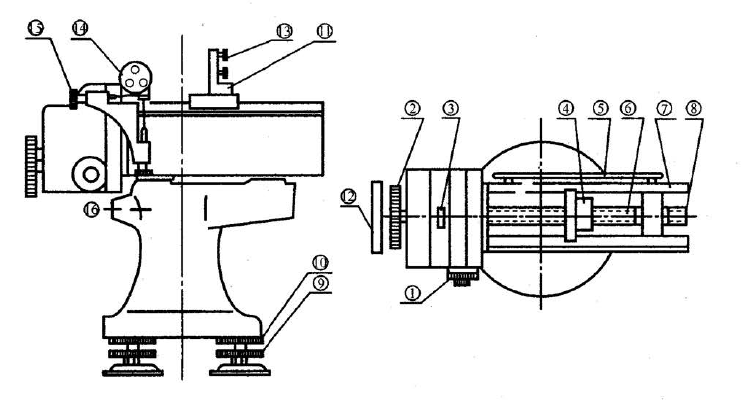 ⑮ ⑭ ⑬ ⑪
② ③ ④ ⑤ ⑥ ⑦ ⑧
⑫
⑯
⑩
⑨
①